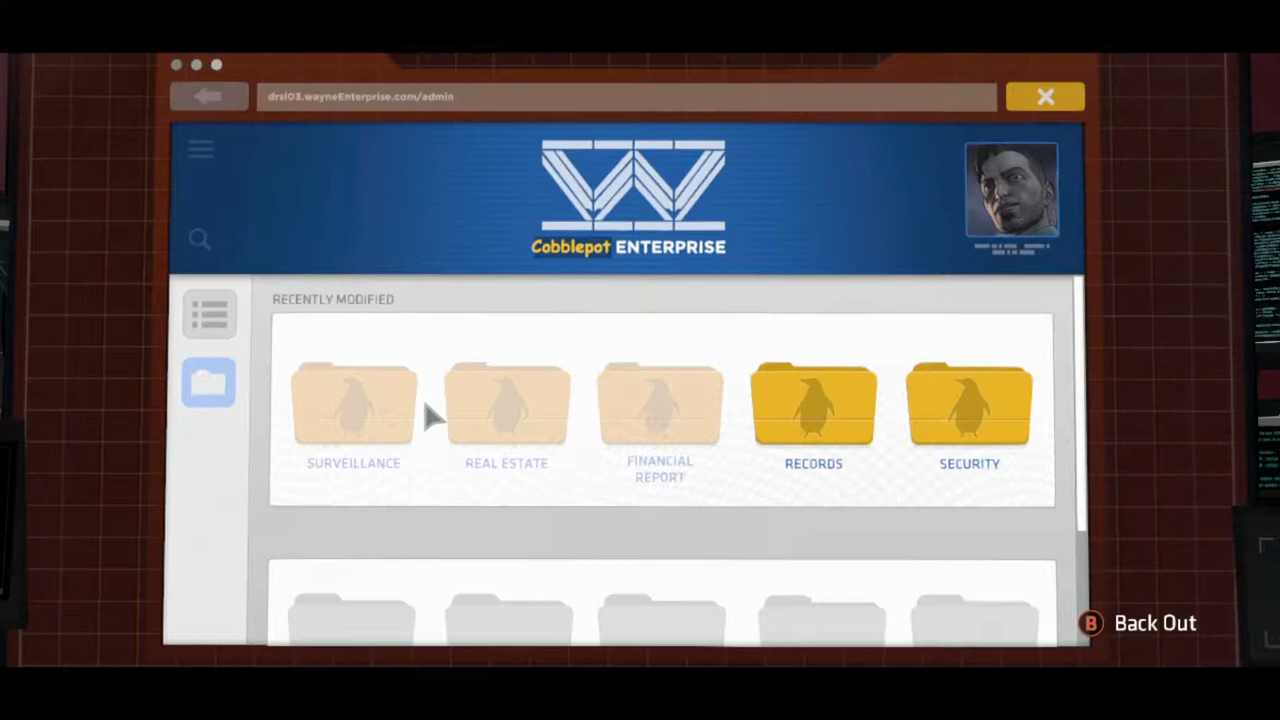 drsl03.wayneEnterprise.com/admin
Cobblepot ENTERPRISE
RECENTLY MODIFIED
SURVEILLANCE
REAL ESTATE
FINANCIAL
REPORT
RECORDS
SECURITY
B Back Out